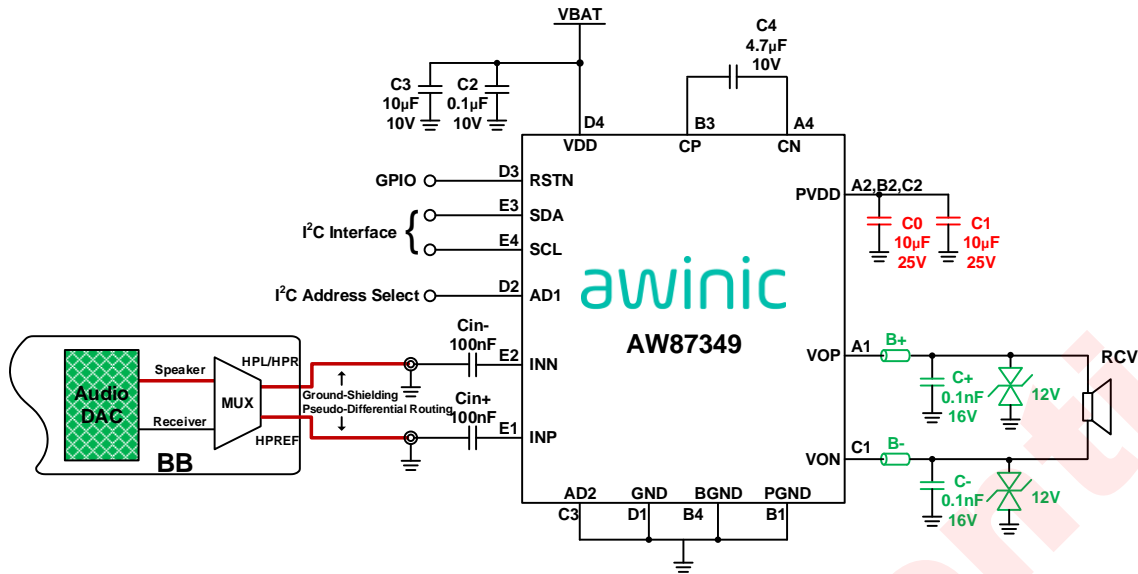 VBAT
C4
4.7µF
10V
C3
10µF
10V
C2
0.1µF
10V
D4
B3
A4
VDD
CP
CN
GPIO
D3
RSTN
PVDD
A2,B2,C2
E3
SDA
I²C Interface {
E4
SCL
C0
10µF
25V
C1
10µF
25V
I²C Address Select
D2
AD1
awinic
AW87349
Cin-
100nF
E2
INN
VOP
A1
B+
RCV
HPL/HPR
Speaker
Audio
DAC
MUX
Ground-Shielding
Pseudo-Differential Routing
C+
0.1nF
16V
12V
Cin+
100nF
E1
INP
Receiver
HPREF
BB
VON
C1
B-
C-
0.1nF
16V
12V
AD2
GND
BGND
PGND
C3
D1
B4
B1